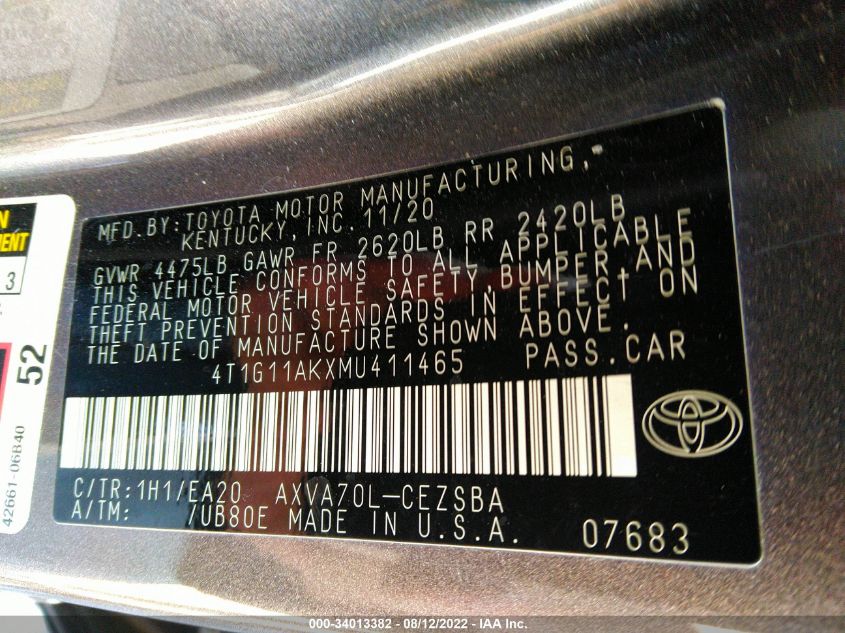 MFD.BY:TOYOTA MOTOR MANUFACTURING,
KENTUCKY, INC. 11/20
GVWR 4475LB GAWR FR 2620LB RR 2420LB
THIS VEHICLE CONFORMS TO ALL APPLICABLE
FEDERAL MOTOR VEHICLE SAFETY,BUMPER,AND
THEFT PREVENTION STANDARDS IN EFFECT ON
THE DATE OF MANUFACTURE SHOWN ABOVE.
4T1G11AKXMU411465 PASS.CAR
C/TR:1H1/EA20 AXVA70L-CEZSBA
A/TM: /UB80E MADE IN U.S.A. 07683
3
52
42661-06B40
000-34013382 - 08/12/2022 - IAA Inc.